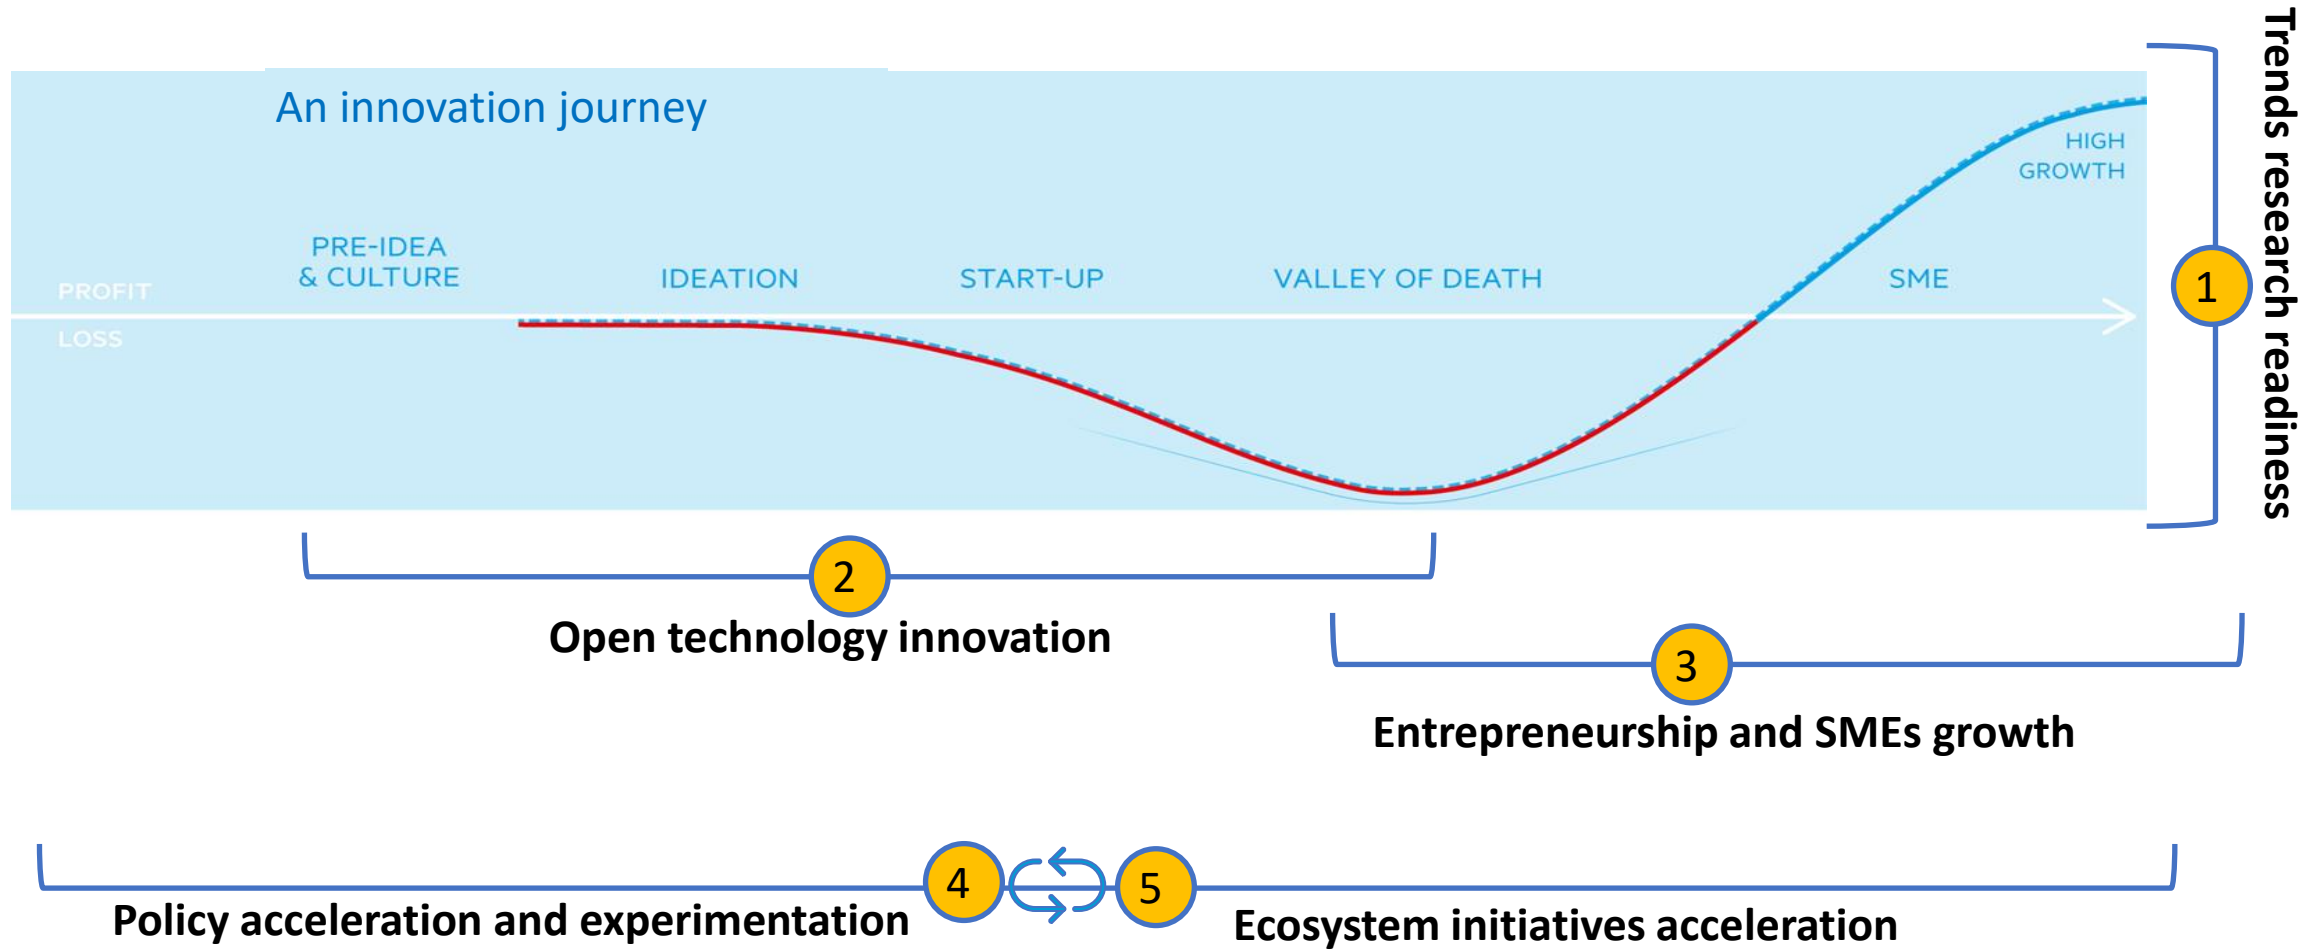 An innovation journey
HIGH
GROWTH
PRE-IDEA
& CULTURE
IDEATION
START-UP
VALLEY OF DEATH
SME
PROFIT
LOSS
1
Trends research readiness
2
Open technology innovation
3
Entrepreneurship and SMEs growth
4
5
Policy acceleration and experimentation
Ecosystem initiatives acceleration